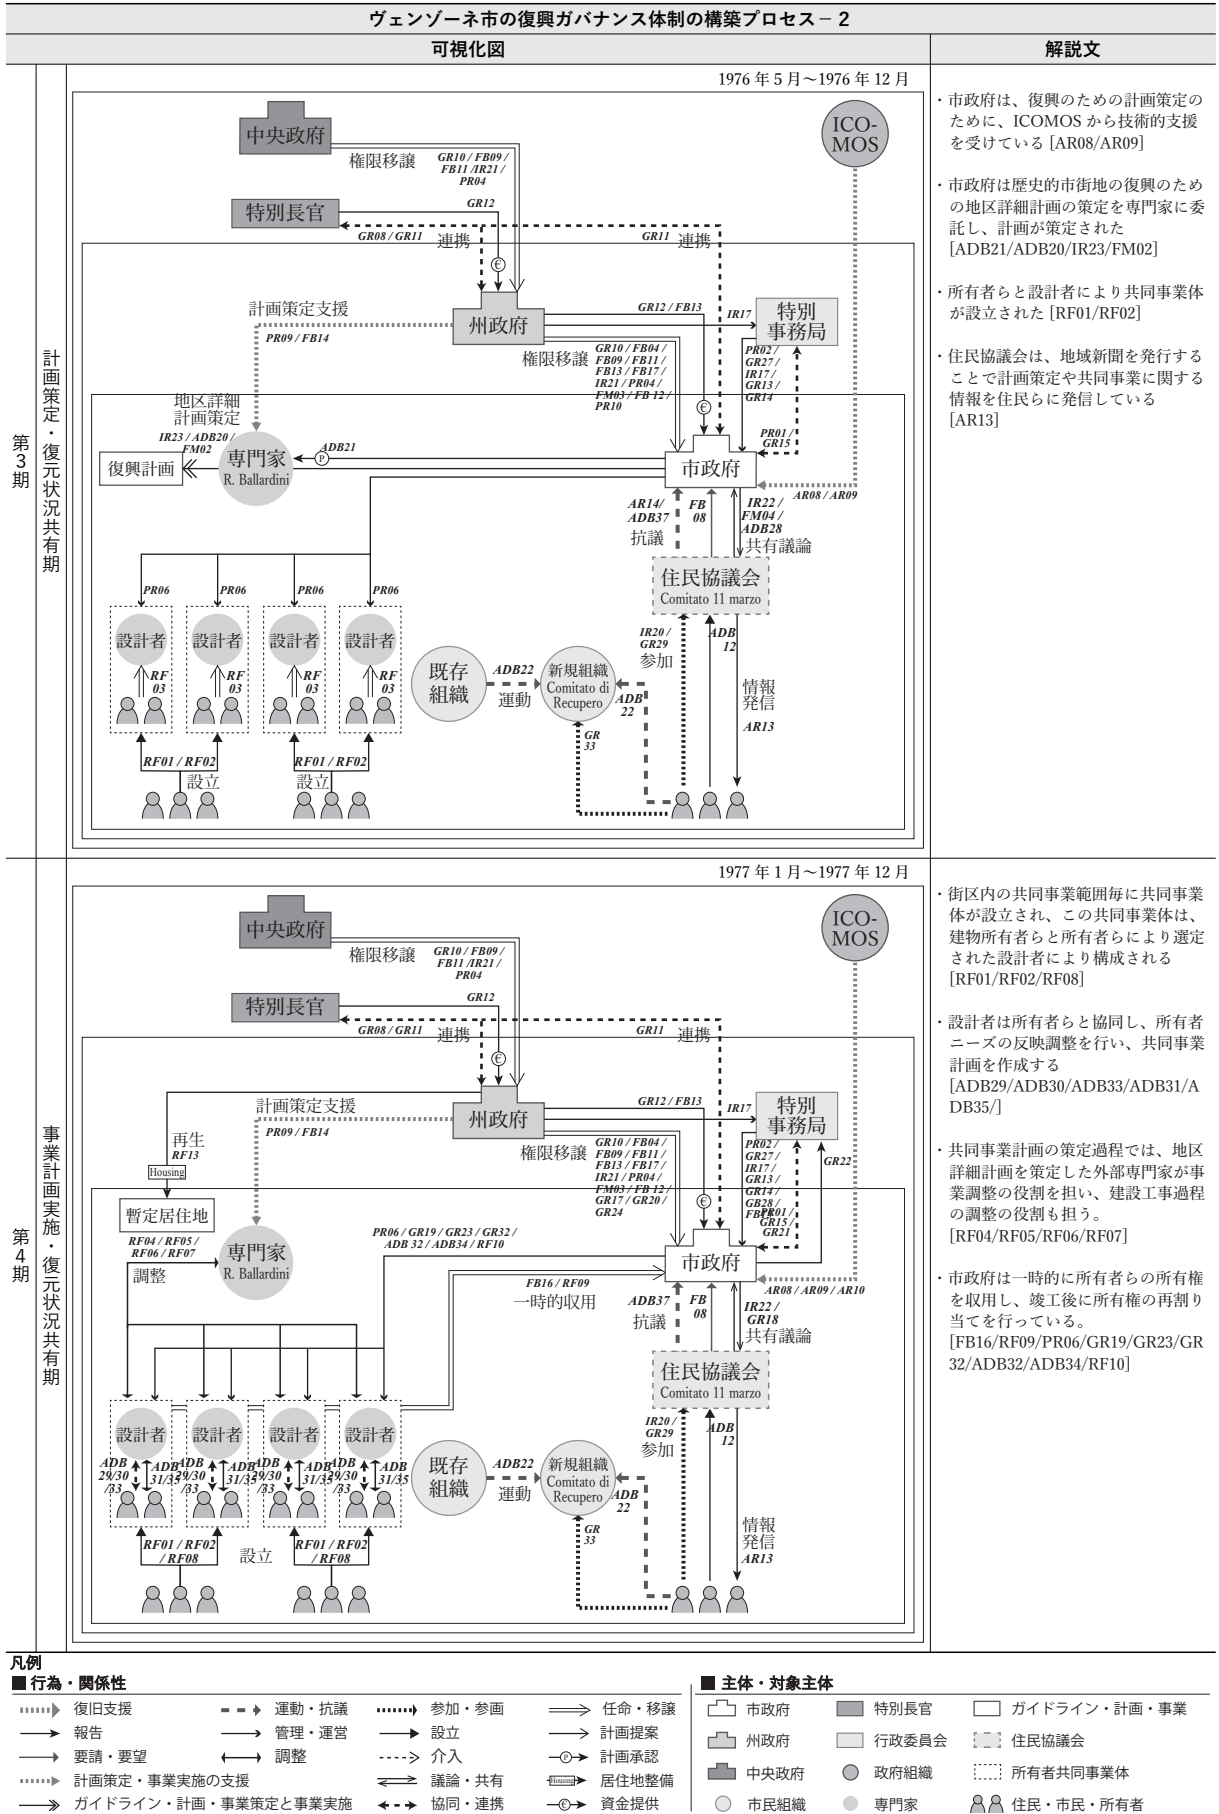 ヴェンゾーネ市の復興ガバナンス体制の構築プロセス－2
可視化図
解説文
第3期
計画策定・復元状況共有期
1976年5月～1976年12月
中央政府
ICO-
MOS
権限移譲
GR10 / FB09 /
FB11 /IR21 /
PR04
特別長官
GR12
GR08 / GR11
連携
GR11
連携
€
計画策定支援
PR09 / FB14
州政府
GR12 / FB13
IR17
特別
事務局
権限移譲
GR10 / FB04 /
FB09 / FB11 /
FB13 / FB17 /
IR21 / PR04 /
FM03 / FB 12 /
PR10
PR02 /
GR27 /
IR17 /
GR13 /
GR14
€
地区詳細
計画策定
IR23 / ADB20 /
FM02
復興計画
専門家
R. Ballardini
P
ADB21
市政府
PR01 /
GR15
AR08 / AR09
AR14/
ADB37
抗議
FB
08
IR22 /
FM04 /
ADB28
共有議論
住民協議会
Comitato 11 marzo
PR06
PR06
PR06
PR06
設計者
設計者
設計者
設計者
RF
03
RF
03
RF
03
RF
03
RF01 / RF02
設立
RF01 / RF02
設立
既存
組織
ADB22
運動
新規組織
Comitato di
Recupero
ADB
22
GR
33
IR20 /
GR29
参加
ADB
12
情報
発信
AR13
・市政府は、復興のための計画策定の
ために、ICOMOS から技術的支援
を受けている [AR08/AR09]
・市政府は歴史的市街地の復興のため
の地区詳細計画の策定を専門家に委
託し、計画が策定された
[ADB21/ADB20/IR23/FM02]
・所有者らと設計者により共同事業体
が設立された [RF01/RF02]
・住民協議会は、地域新聞を発行する
ことで計画策定や共同事業に関する
情報を住民らに発信している
[AR13]
第4期
事業計画実施・復元状況共有期
1977年1月～1977年12月
中央政府
ICO-
MOS
権限移譲
GR10 / FB09 /
FB11 /IR21 /
PR04
特別長官
GR12
GR08 / GR11
連携
GR11
連携
€
計画策定支援
PR09 / FB14
州政府
GR12 / FB13
IR17
特別
事務局
再生
RF13
Housing
暫定居住地
権限移譲
GR10 / FB04 /
FB09 / FB11 /
FB13 / FB17 /
IR21 / PR04 /
FM03 / FB 12 /
GR17 / GR20 /
GR24
PR02 /
GR27 /
IR17 /
GR13 /
GR14 /
GB28 /
GR22
€
PR01 /
GR15 /
GR21
RF04 / RF05 /
RF06 / RF07
調整
専門家
R. Ballardini
PR06 / GR19 / GR23 / GR32 /
ADB 32 / ADB34 / RF10
FB16 / RF09
一時的収用
市政府
AR08 / AR09 / AR10
ADB37
抗議
FB
08
IR22 /
GR18
共有議論
住民協議会
Comitato 11 marzo
設計者
設計者
設計者
設計者
ADB
29/30
/33
ADB
31/35
ADB
29/30
/33
ADB
31/35
ADB
29/30
/33
ADB
31/35
ADB
29/30
/33
ADB
31/35
RF01 / RF02
/ RF08
設立
RF01 / RF02
/ RF08
既存
組織
ADB22
運動
新規組織
Comitato di
Recupero
ADB
22
GR
33
IR20 /
GR29
参加
ADB
12
情報
発信
AR13
・街区内の共同事業範囲毎に共同事業
体が設立され、この共同事業体は、
建物所有者らと所有者らにより選定
された設計者により構成される
[RF01/RF02/RF08]
・設計者は所有者らと協同し、所有者
ニーズの反映調整を行い、共同事業
計画を作成する
[ADB29/ADB30/ADB33/ADB31/A
DB35/]
・共同事業計画の策定過程では、地区
詳細計画を策定した外部専門家が事
業調整の役割を担い、建設工事過程
の調整の役割も担う。
[RF04/RF05/RF06/RF07]
・市政府は一時的に所有者らの所有権
を収用し、竣工後に所有権の再割り
当てを行っている。
[FB16/RF09/PR06/GR19/GR23/GR
32/ADB32/ADB34/RF10]
凡例
■ 行為・関係性
復旧支援
運動・抗議
参加・参画
任命・移譲
報告
管理・運営
設立
計画提案
要請・要望
調整
介入
P
計画承認
計画策定・事業実施の支援
議論・共有
Housing
居住地整備
ガイドライン・計画・事業策定と事業実施
協同・連携
€
資金提供
■ 主体・対象主体
市政府
特別長官
ガイドライン・計画・事業
州政府
行政委員会
住民協議会
中央政府
政府組織
所有者共同事業体
市民組織
専門家
住民・市民・所有者